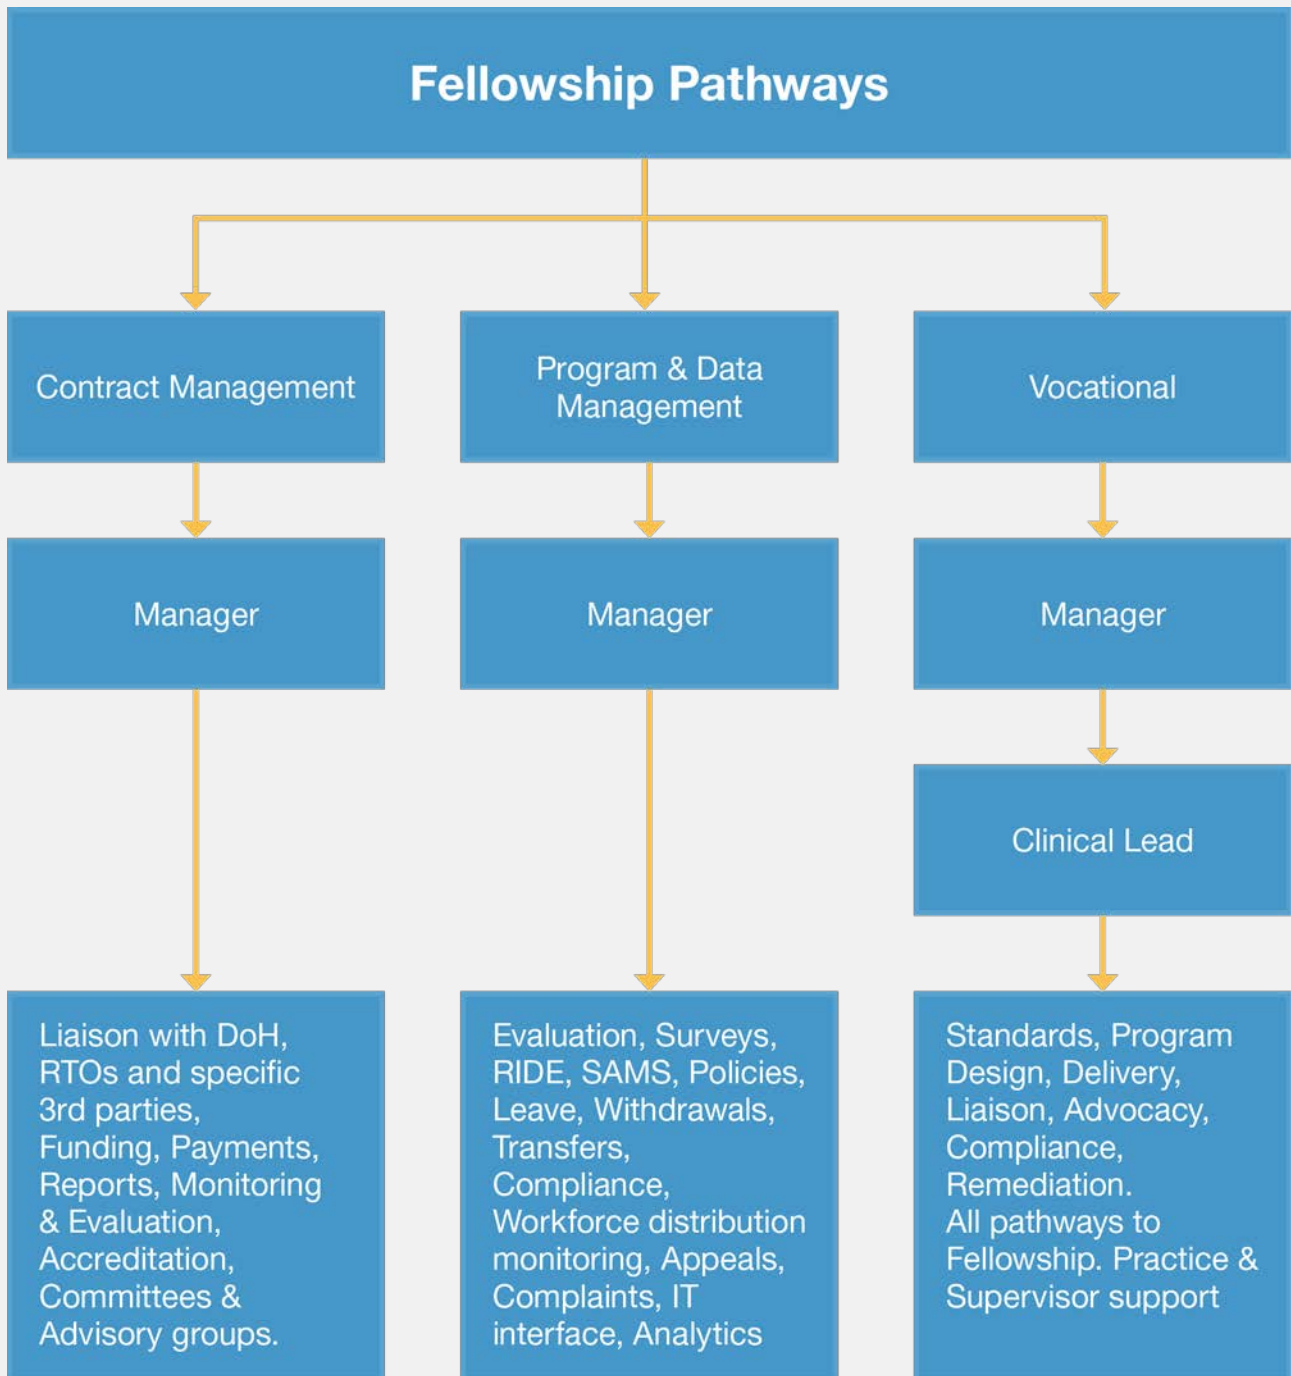 Fellowship Pathways
Contract Management
Program & Data
Management
Vocational
Manager
Manager
Manager
Clinical Lead
Liaison with DoH,
RTOs and specific
3rd parties,
Funding, Payments,
Reports, Monitoring
& Evaluation,
Accreditation,
Committees &
Advisory groups.
Evaluation, Surveys,
RIDE, SAMS, Policies,
Leave, Withdrawals,
Transfers,
Compliance,
Workforce distribution
monitoring, Appeals,
Complaints, IT
interface, Analytics
Standards, Program
Design, Delivery,
Liaison, Advocacy,
Compliance,
Remediation.
All pathways to
Fellowship. Practice &
Supervisor support